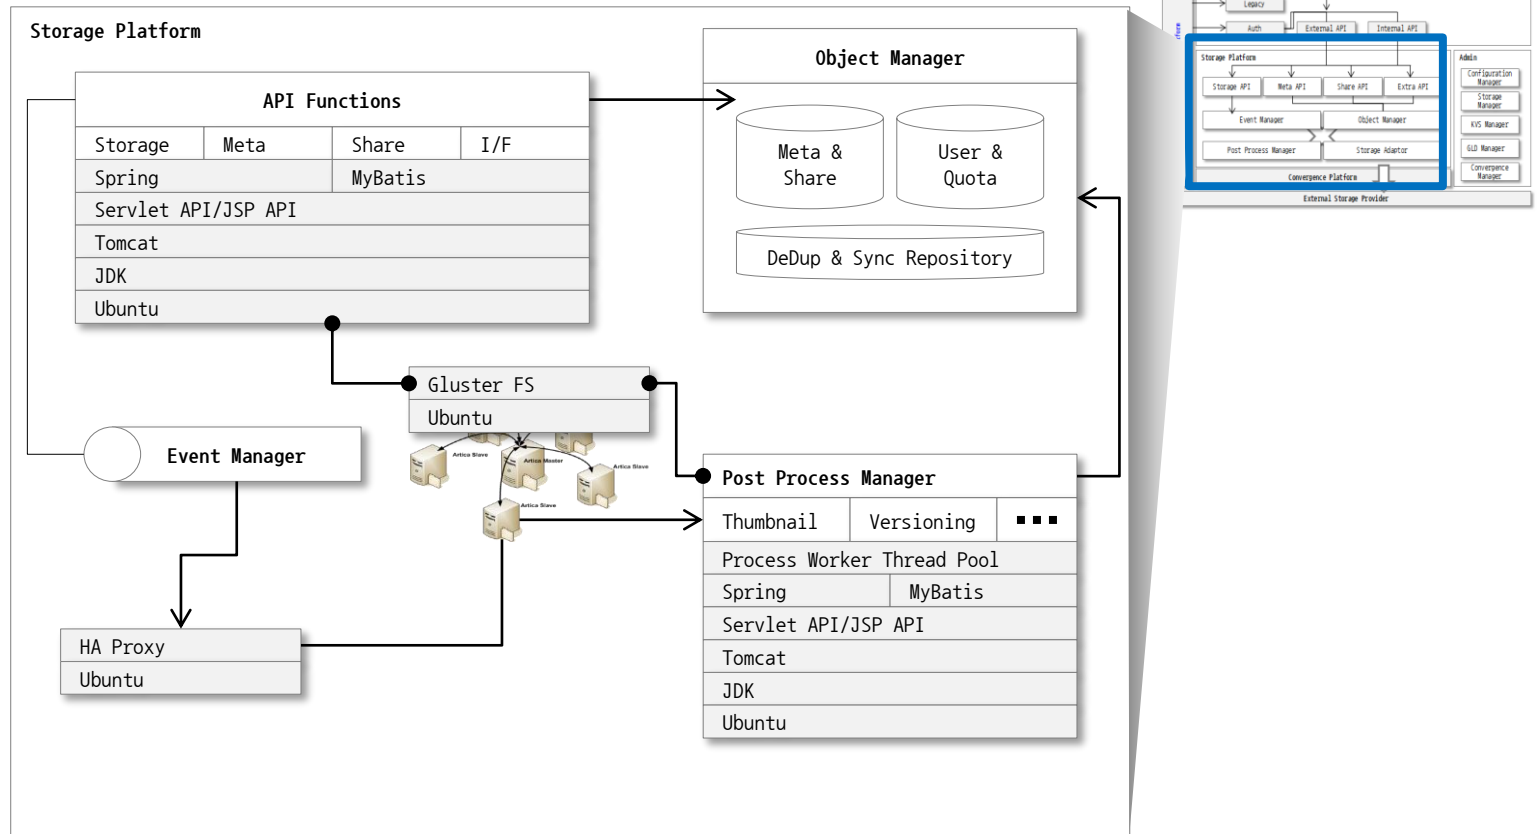 Storage Platform
API Functions
Storage
Meta
Share
I/F
Spring
MyBatis
Servlet API/JSP API
Tomcat
JDK
Ubuntu
Object Manager
Meta &
Share
User &
Quota
DeDup & Sync Repository
Gluster FS
Ubuntu
Artica Slave
Artica Master
Artica Slave
Artica Slave
Event Manager
HA Proxy
Ubuntu
Post Process Manager
Thumbnail
Versioning
Process Worker Thread Pool
Spring
MyBatis
Servlet API/JSP API
Tomcat
JDK
Ubuntu
Legacy
Auth
External API
Internal API
Storage Platform
Storage API
Meta API
Share API
Extra API
Event Manager
Object Manager
Post Process Manager
Storage Adaptor
Convergence Platform
External Storage Provider
Admin
Configuration
Manager
Storage
Manager
KVS Manager
GLD Manager
Convergence
Manager